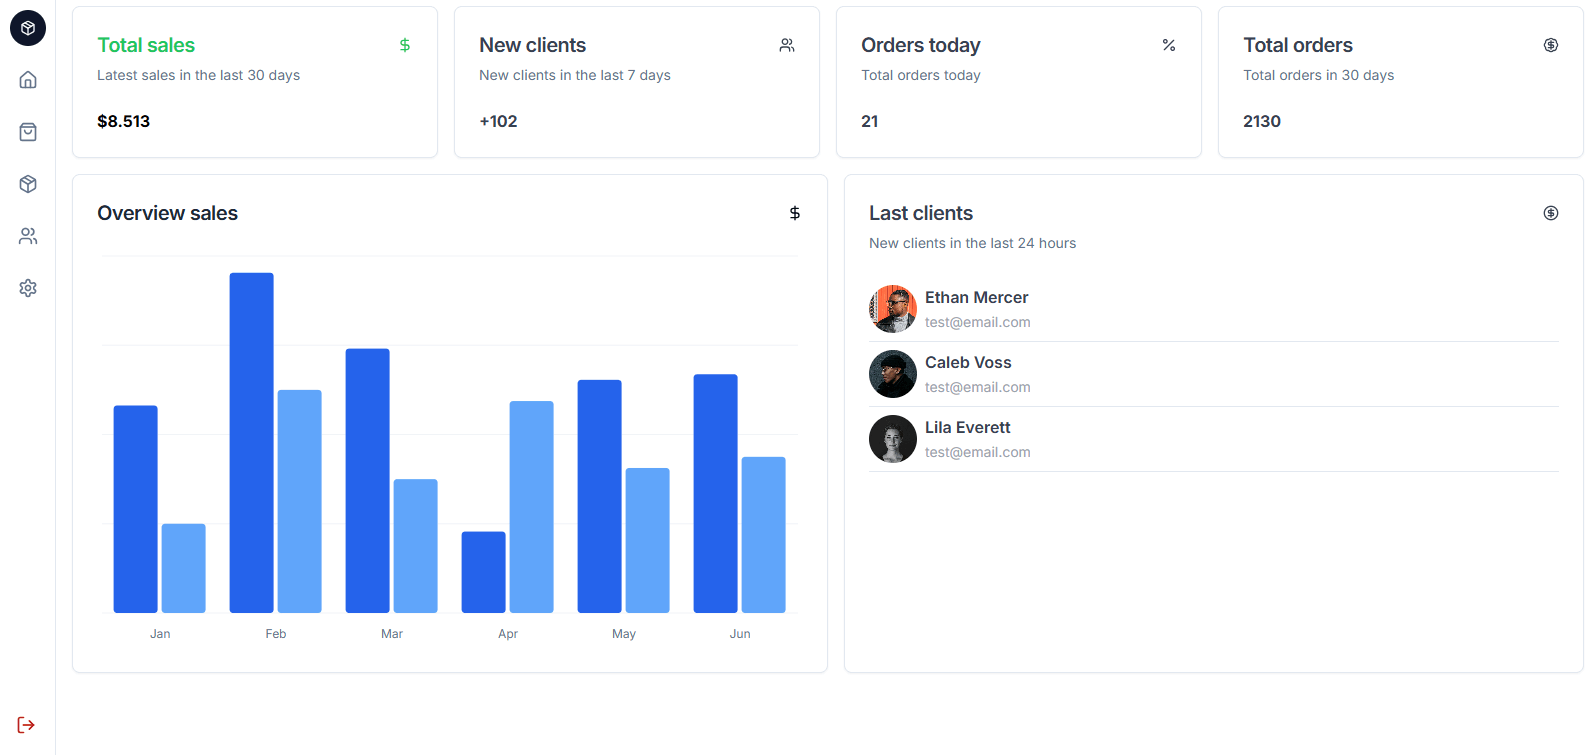 Total sales
Latest sales in the last 30 days
$8.513
New clients
New clients in the last 7 days
+102
Orders today
Total orders today
21
Total orders
Total orders in 30 days
2130
Overview sales
Jan Feb Mar Apr May Jun
Last clients
New clients in the last 24 hours
Ethan Mercer
test@email.com
Caleb Voss
test@email.com
Lila Everett
test@email.com